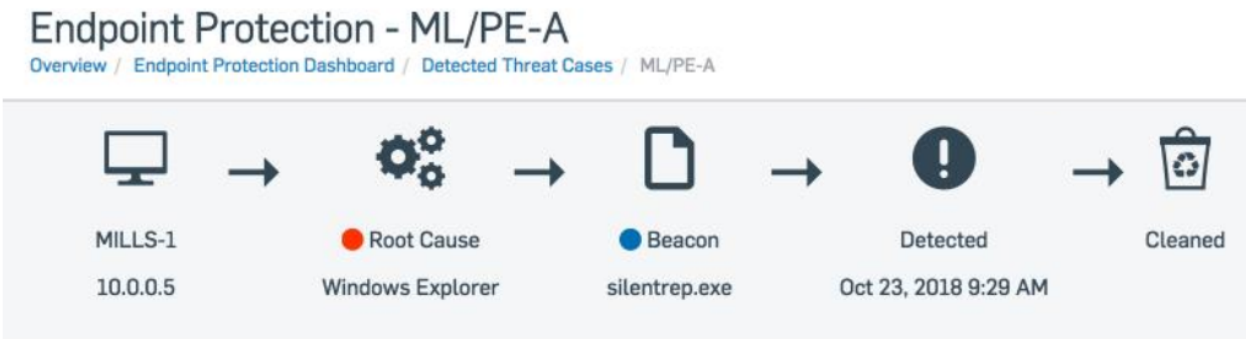 Endpoint Protection - ML/PE-A
Overview / Endpoint Protection Dashboard / Detected Threat Cases / ML/PE-A
MILLS-1
10.0.0.5
Root Cause
Windows Explorer
Beacon
silentrep.exe
Detected
Oct 23, 2018 9:29 AM
Cleaned